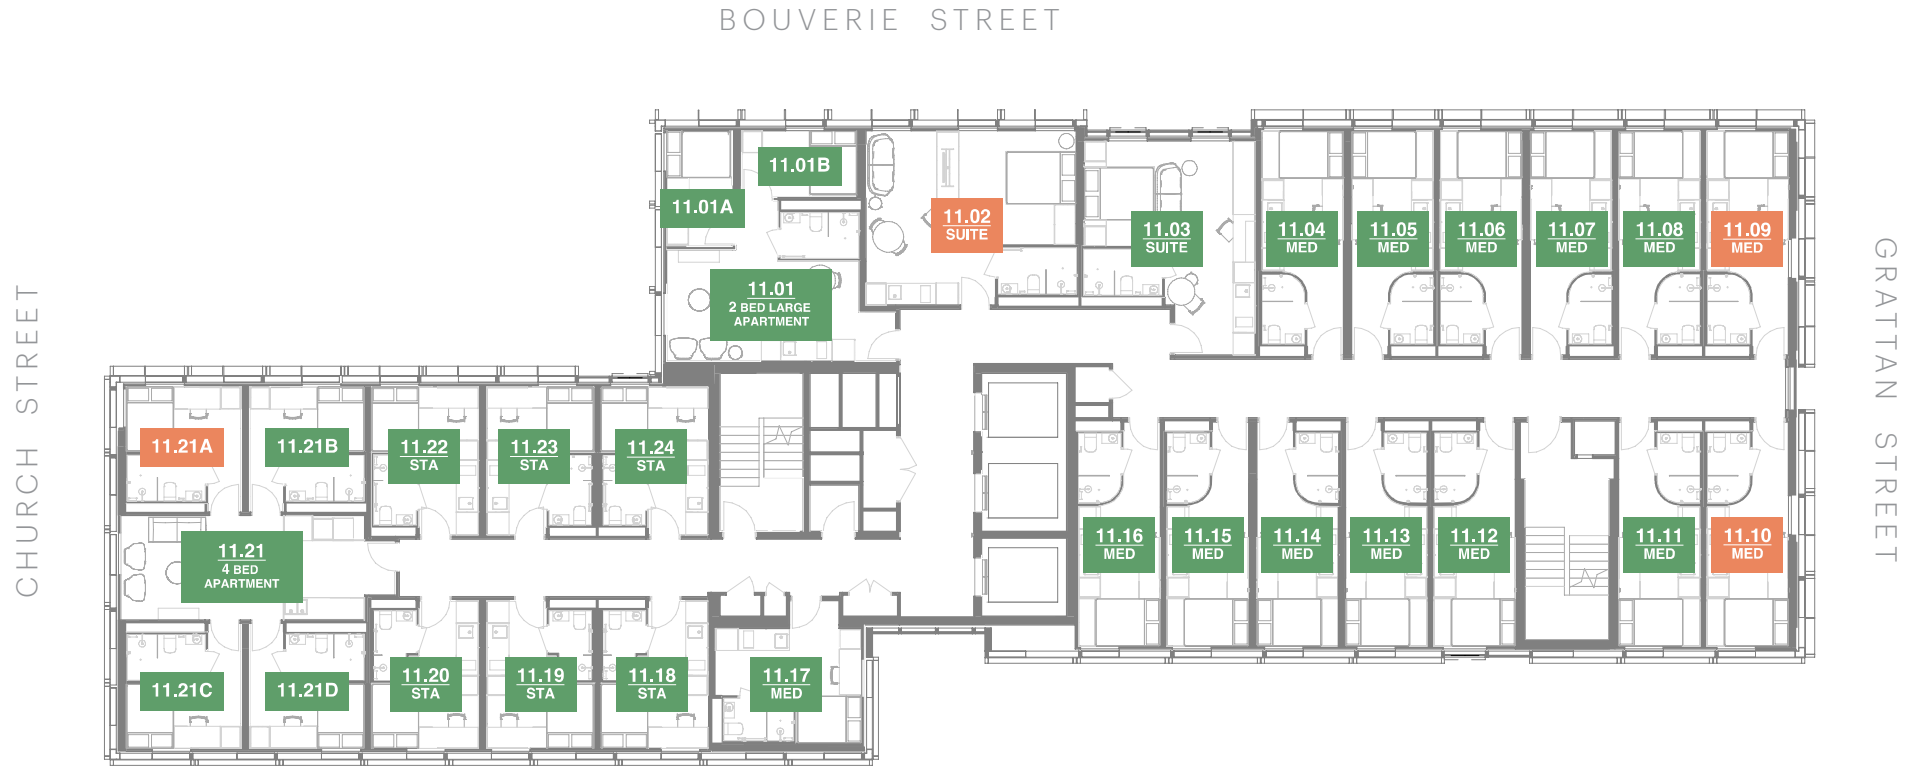 BOUVERIE STREET
CHURCH STREET
GRATTAN STREET
11.01A
11.01B
11.01
2 BED LARGE
APARTMENT
11.02
SUITE
11.03
SUITE
11.04
MED
11.05
MED
11.06
MED
11.07
MED
11.08
MED
11.09
MED
11.21A
11.21B
11.22
STA
11.23
STA
11.24
STA
11.21
4 BED
APARTMENT
11.16
MED
11.15
MED
11.14
MED
11.13
MED
11.12
MED
11.11
MED
11.10
MED
11.21C
11.21D
11.20
STA
11.19
STA
11.18
STA
11.17
MED